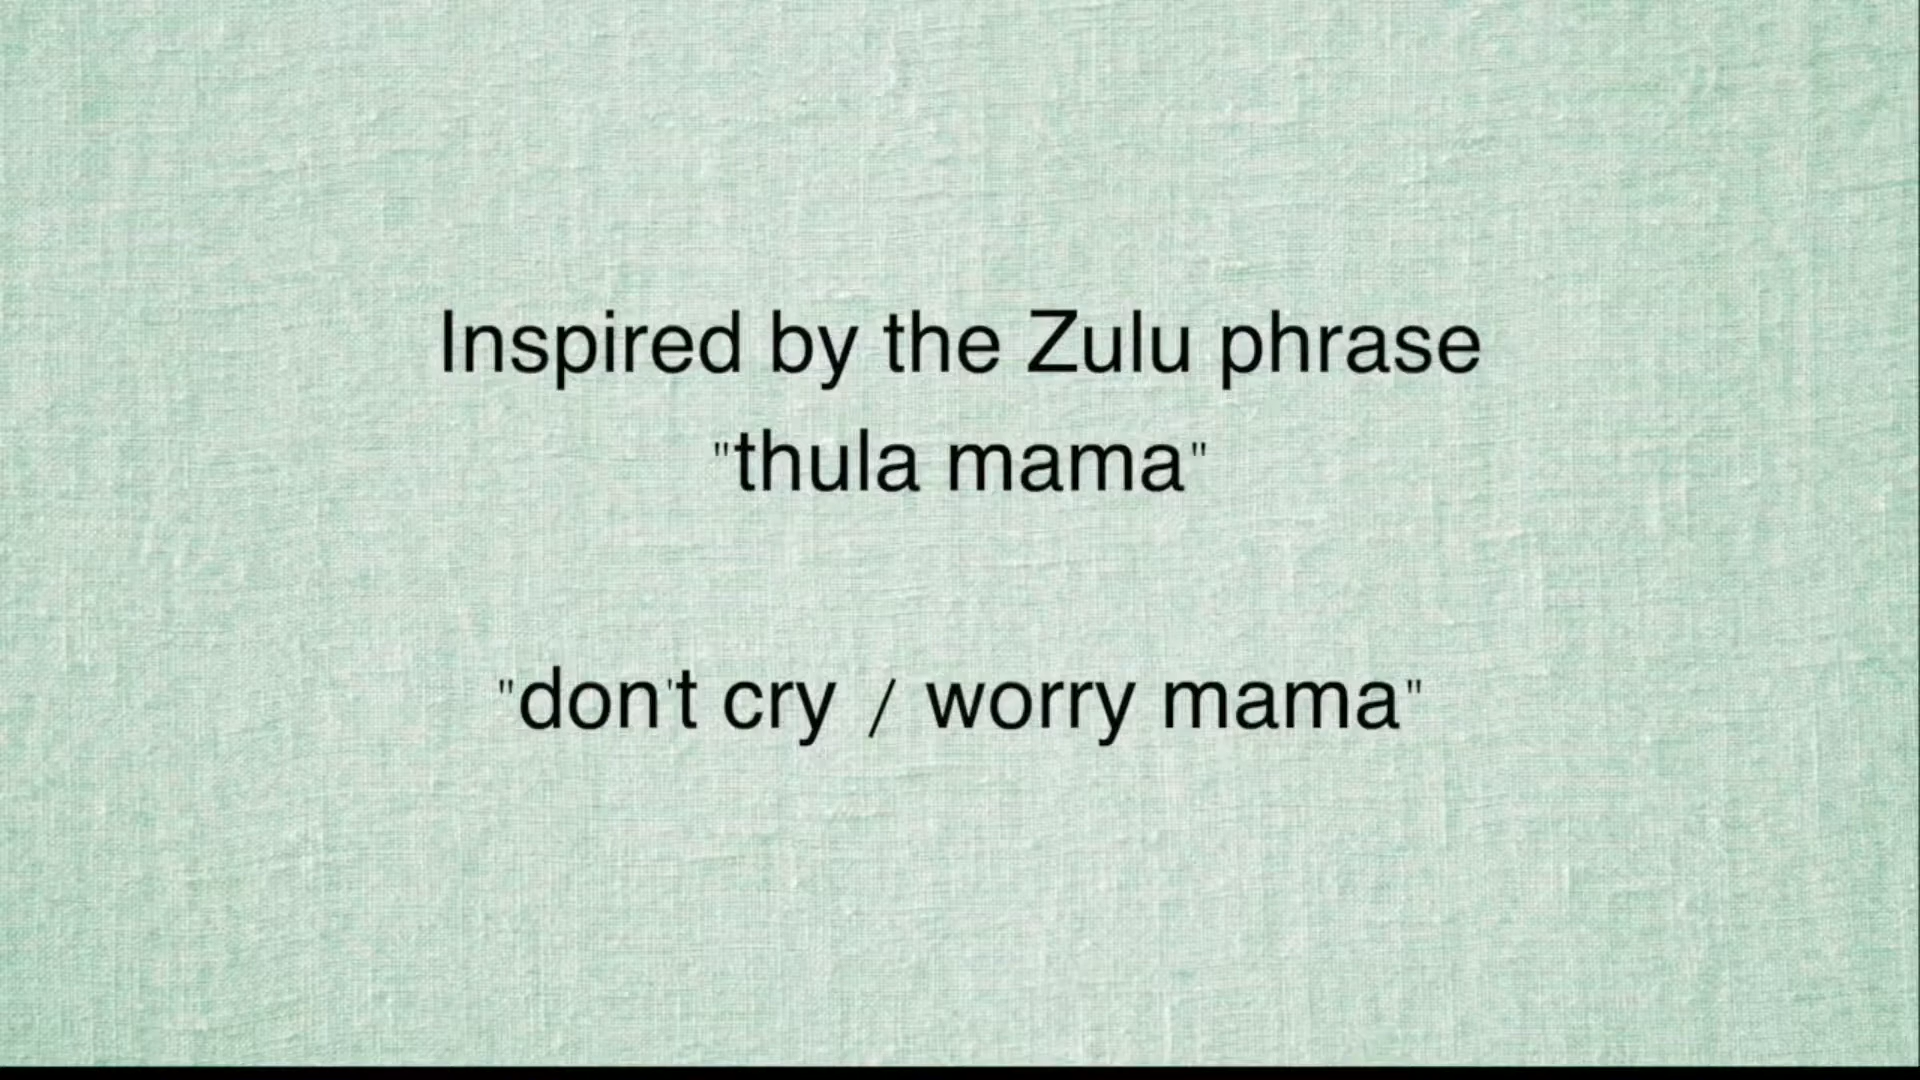 Inspired by the Zulu phrase
"thula mama"
"don't cry / worry mama"